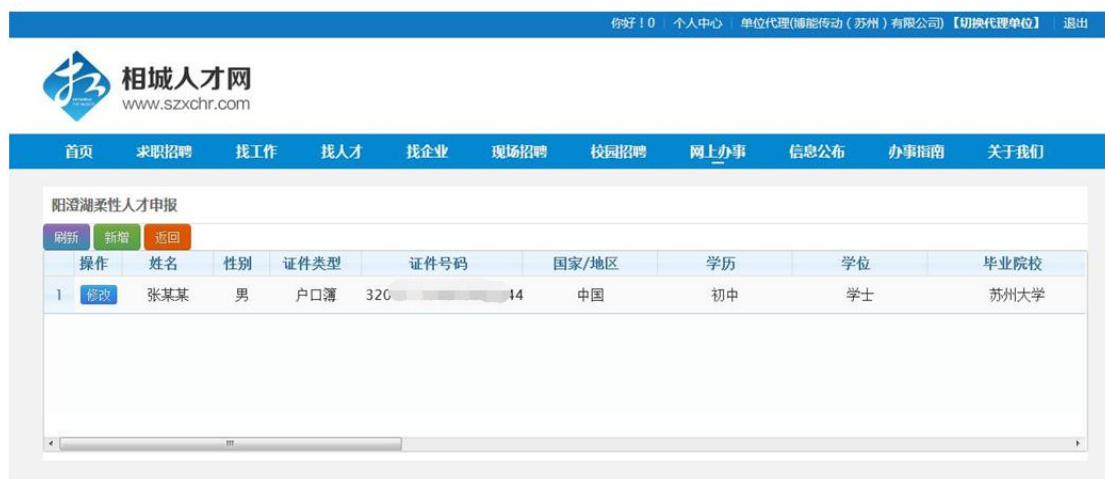 你好！0 个人中心 单位代理(博能传动（苏州）有限公司)【切换代理单位】 退出
相城人才网
www.szxchr.com
首页 求职招聘 找工作 找人才 找企业 现场招聘 校园招聘 网上办事 信息公布 办事指南 关于我们
阳澄湖柔性人才申报
刷新 新增 返回
操作 姓名 性别 证件类型 证件号码 国家/地区 学历 学位 毕业院校
1 修改 张某某 男 户口簿 320 44 中国 初中 学士 苏州大学